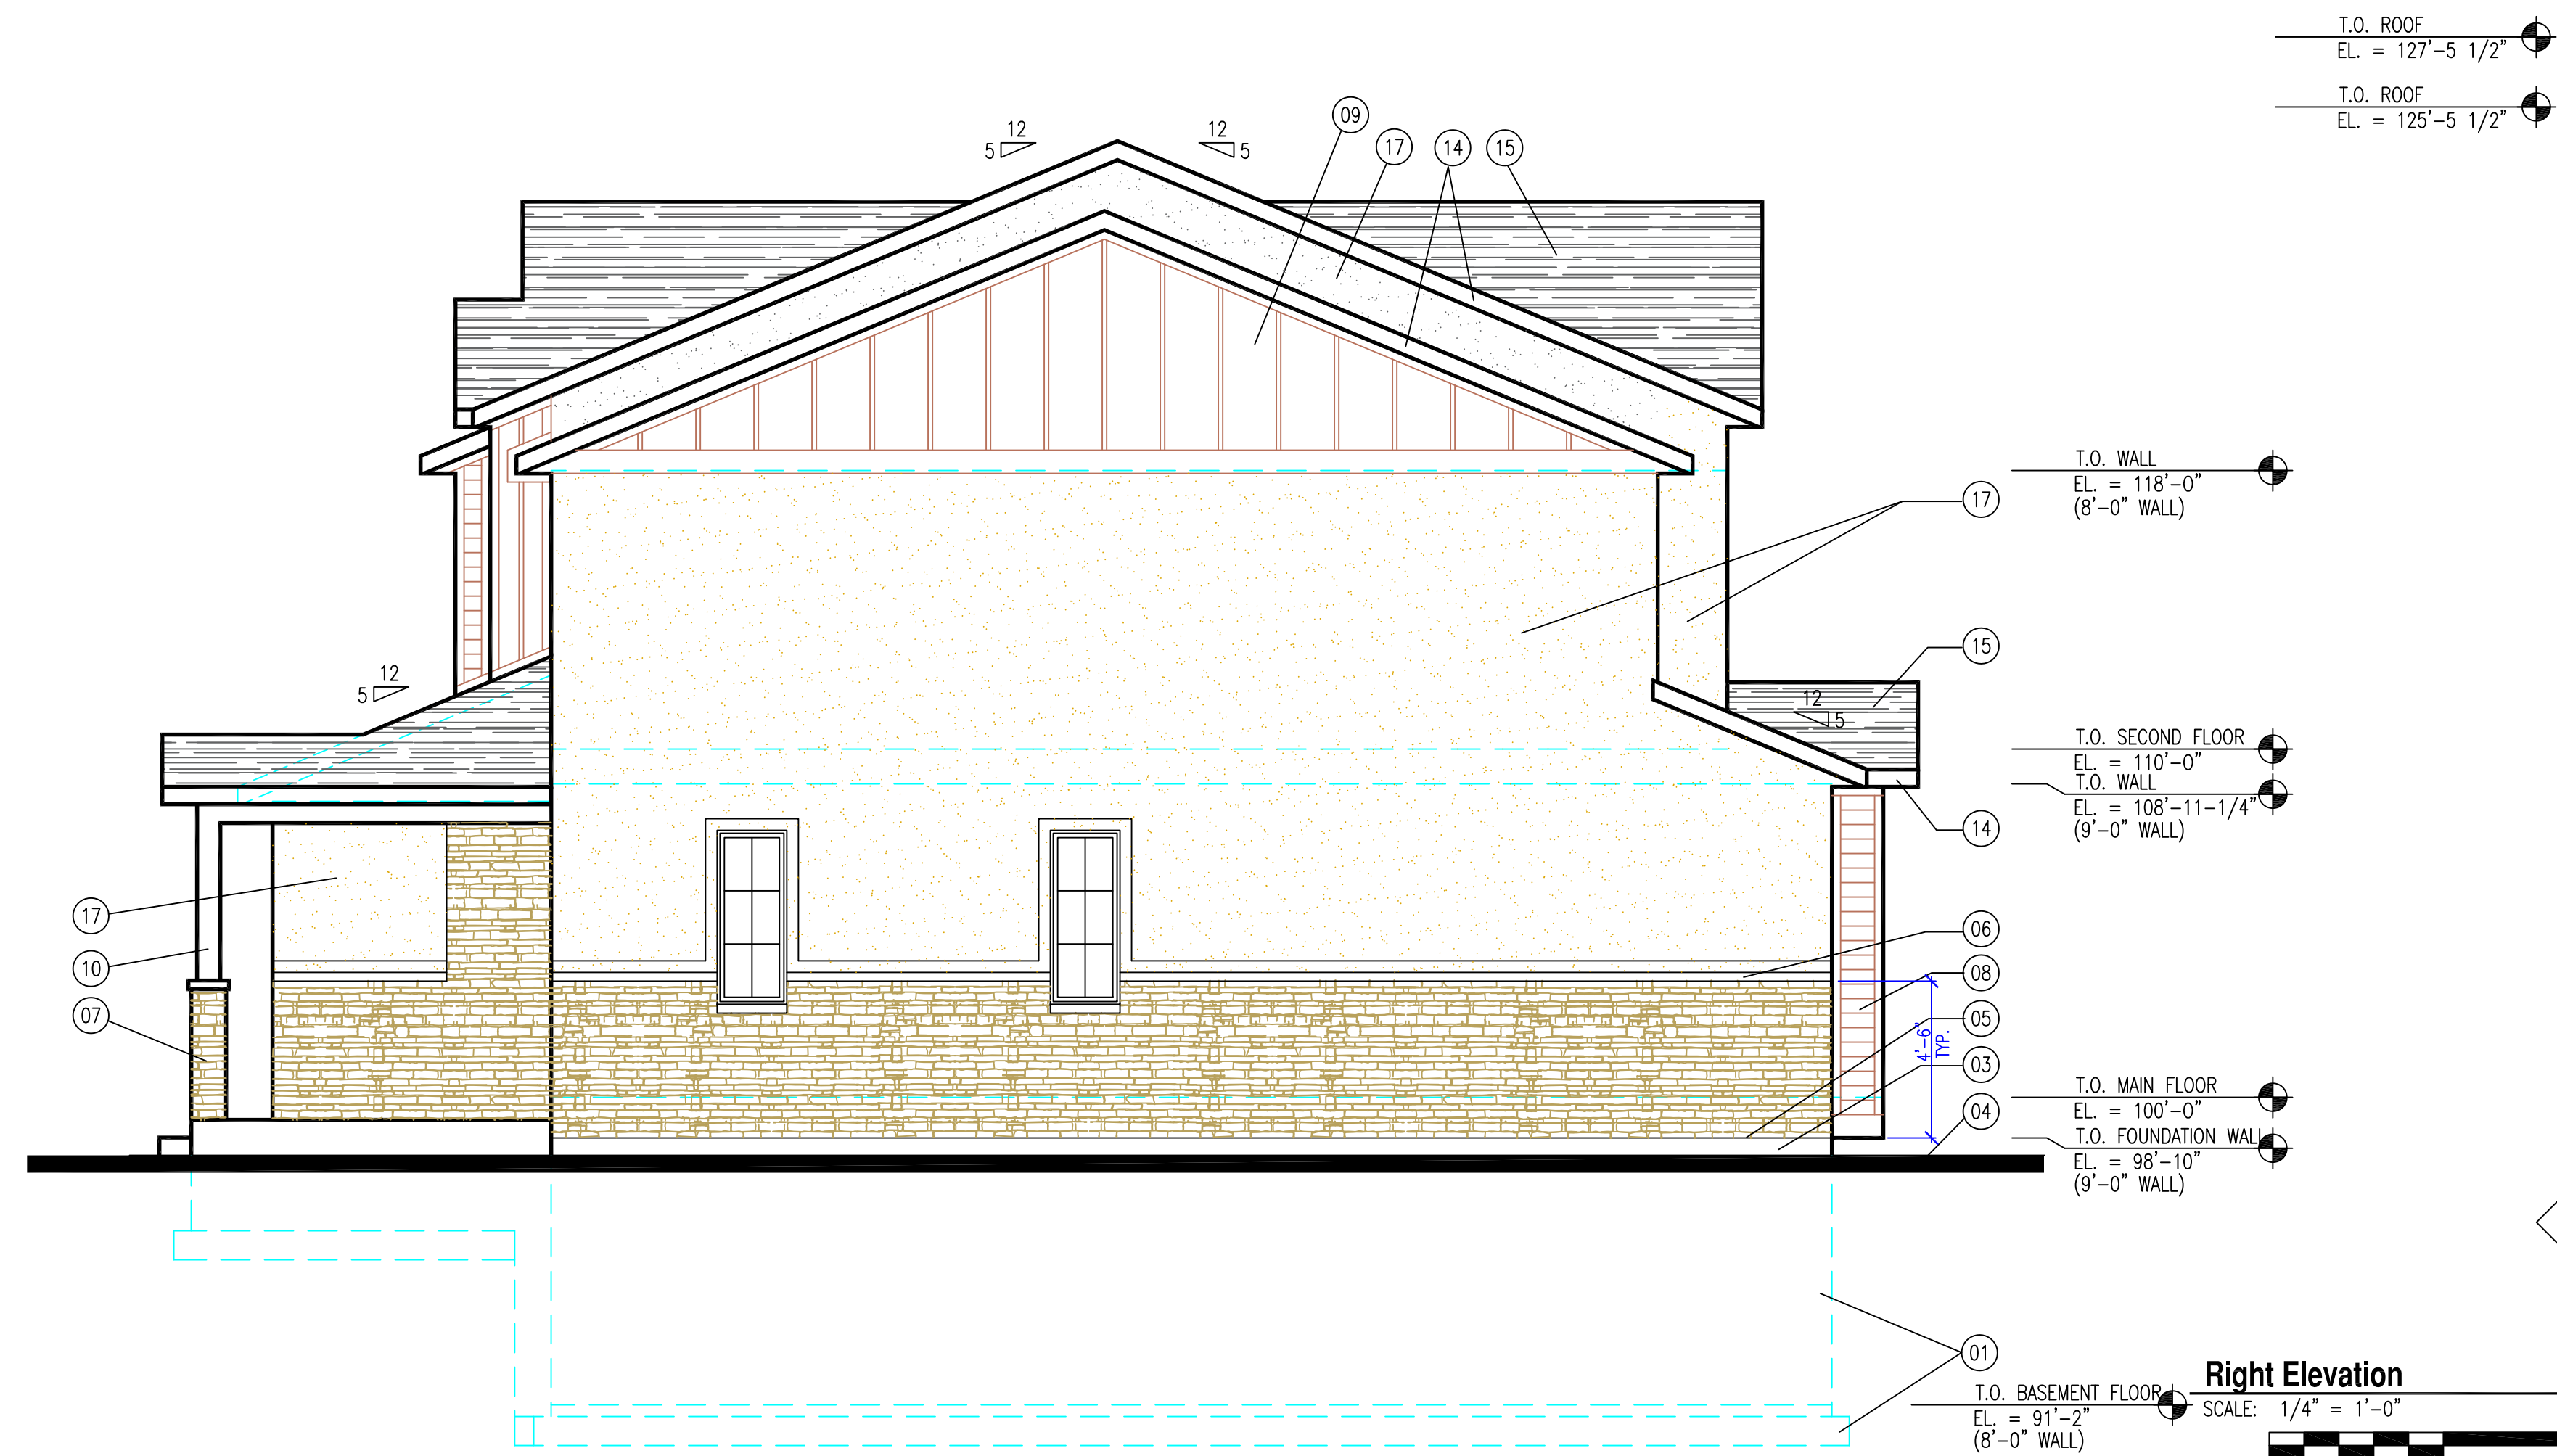 T.O. ROOF
EL. = 127'-5 1/2"
T.O. ROOF
EL. = 125'-5 1/2"
09
12
5
12
5
17
14
15
T.O. WALL
EL. = 118'-0"
(8'-0" WALL)
17
15
12
5
12
5
T.O. SECOND FLOOR
EL. = 110'-0"
T.O. WALL
EL. = 108'-11-1/4"
(9'-0" WALL)
14
17
10
07
06
08
05
03
04
4'-6"
TYP.
T.O. MAIN FLOOR
EL. = 100'-0"
T.O. FOUNDATION WALL
EL. = 98'-10"
(9'-0" WALL)
01
Right Elevation
SCALE: 1/4" = 1'-0"
T.O. BASEMENT FLOOR
EL. = 91'-2"
(8'-0" WALL)